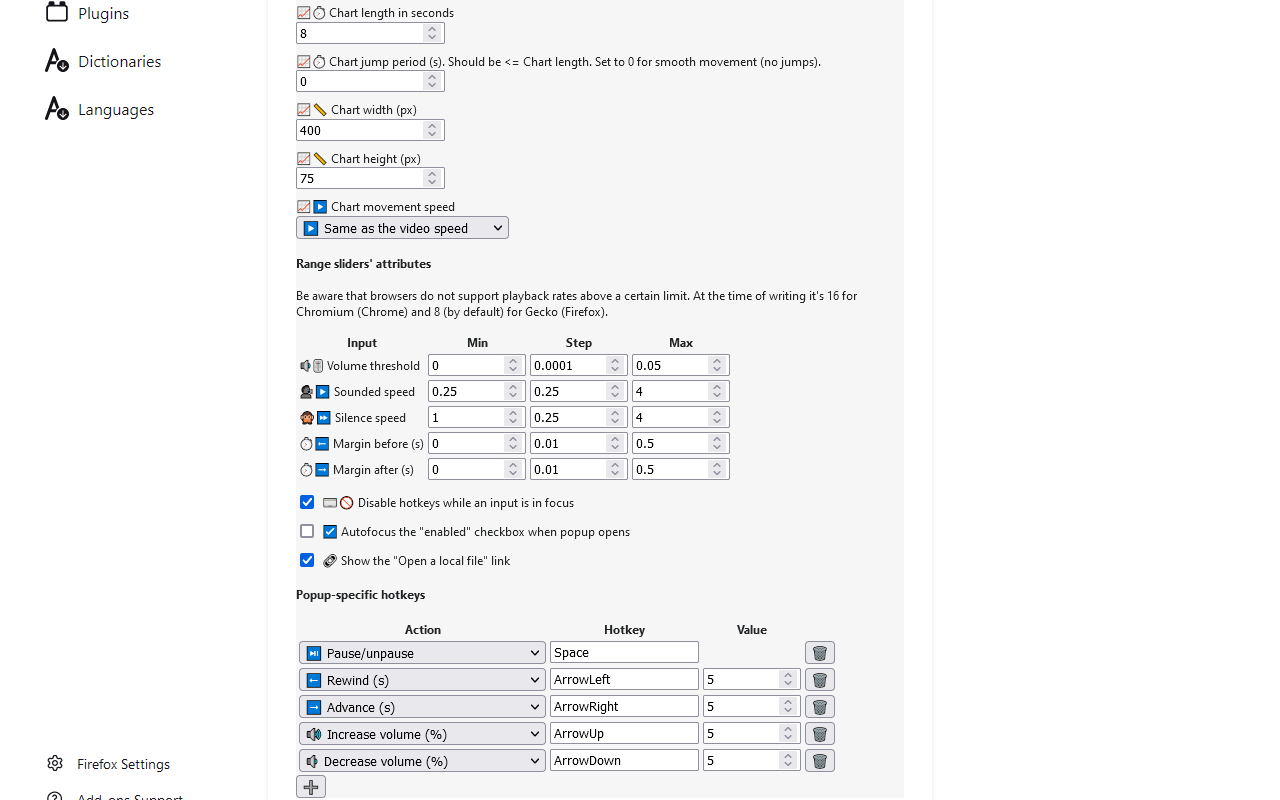 Plugins
Dictionaries
Languages
Chart length in seconds
8
Chart jump period (s). Should be <= Chart length. Set to 0 for smooth movement (no jumps).
0
Chart width (px)
400
Chart height (px)
75
Chart movement speed
Same as the video speed
Range sliders' attributes
Be aware that browsers do not support playback rates above a certain limit. At the time of writing it's 16 for
Chromium (Chrome) and 8 (by default) for Gecko (Firefox).
Input Min Step Max
Volume threshold 0 0.0001 0.05
Sounded speed 0.25 0.25 4
Silence speed 1 0.25 4
Margin before (s) 0 0.01 0.5
Margin after (s) 0 0.01 0.5
Disable hotkeys while an input is in focus
Autofocus the "enabled" checkbox when popup opens
Show the "Open a local file" link
Popup-specific hotkeys
Action Hotkey Value
Pause/unpause Space
Rewind (s) ArrowLeft 5
Advance (s) ArrowRight 5
Increase volume (%) ArrowUp 5
Decrease volume (%) ArrowDown 5
Firefox Settings
Add-ons Support